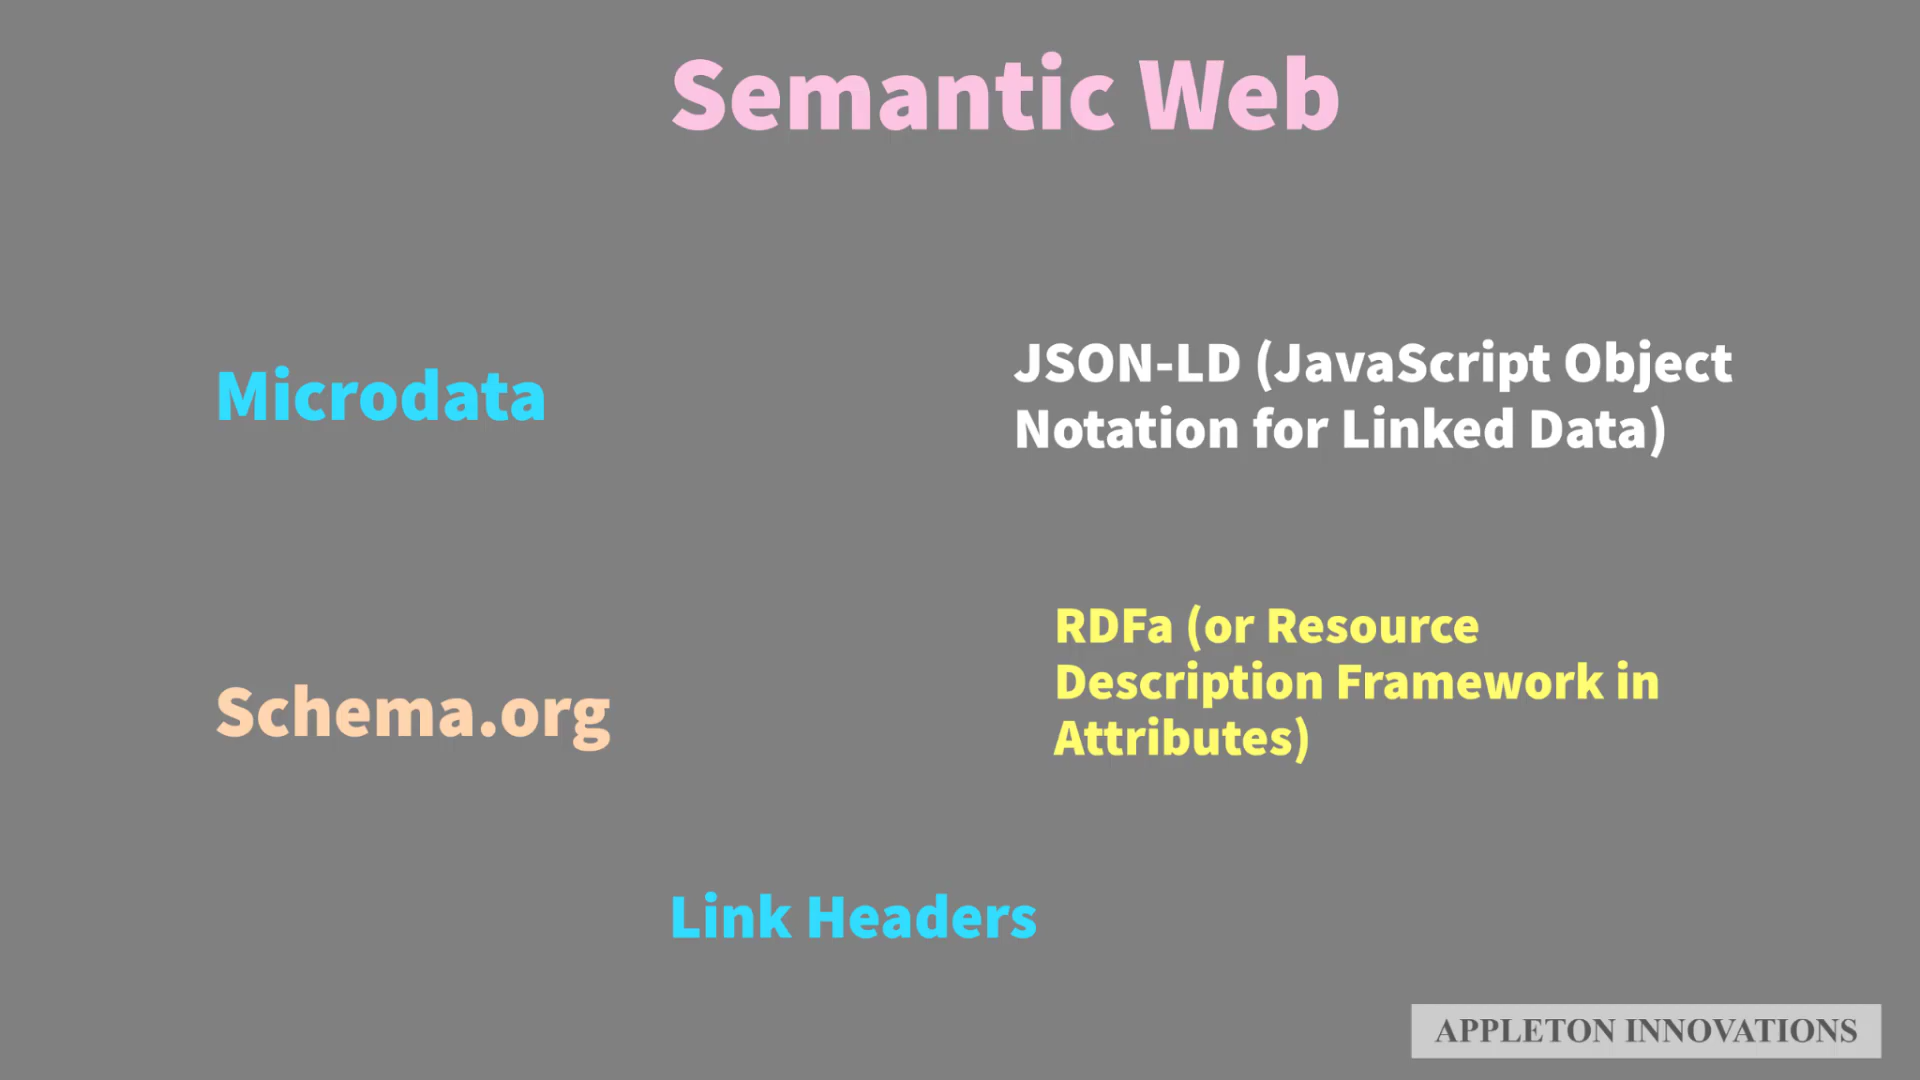 Semantic Web
Microdata
JSON-LD (JavaScript Object
Notation for Linked Data)
Schema.org
RDFa (or Resource
Description Framework in
Attributes)
Link Headers
APPLETON INNOVATIONS